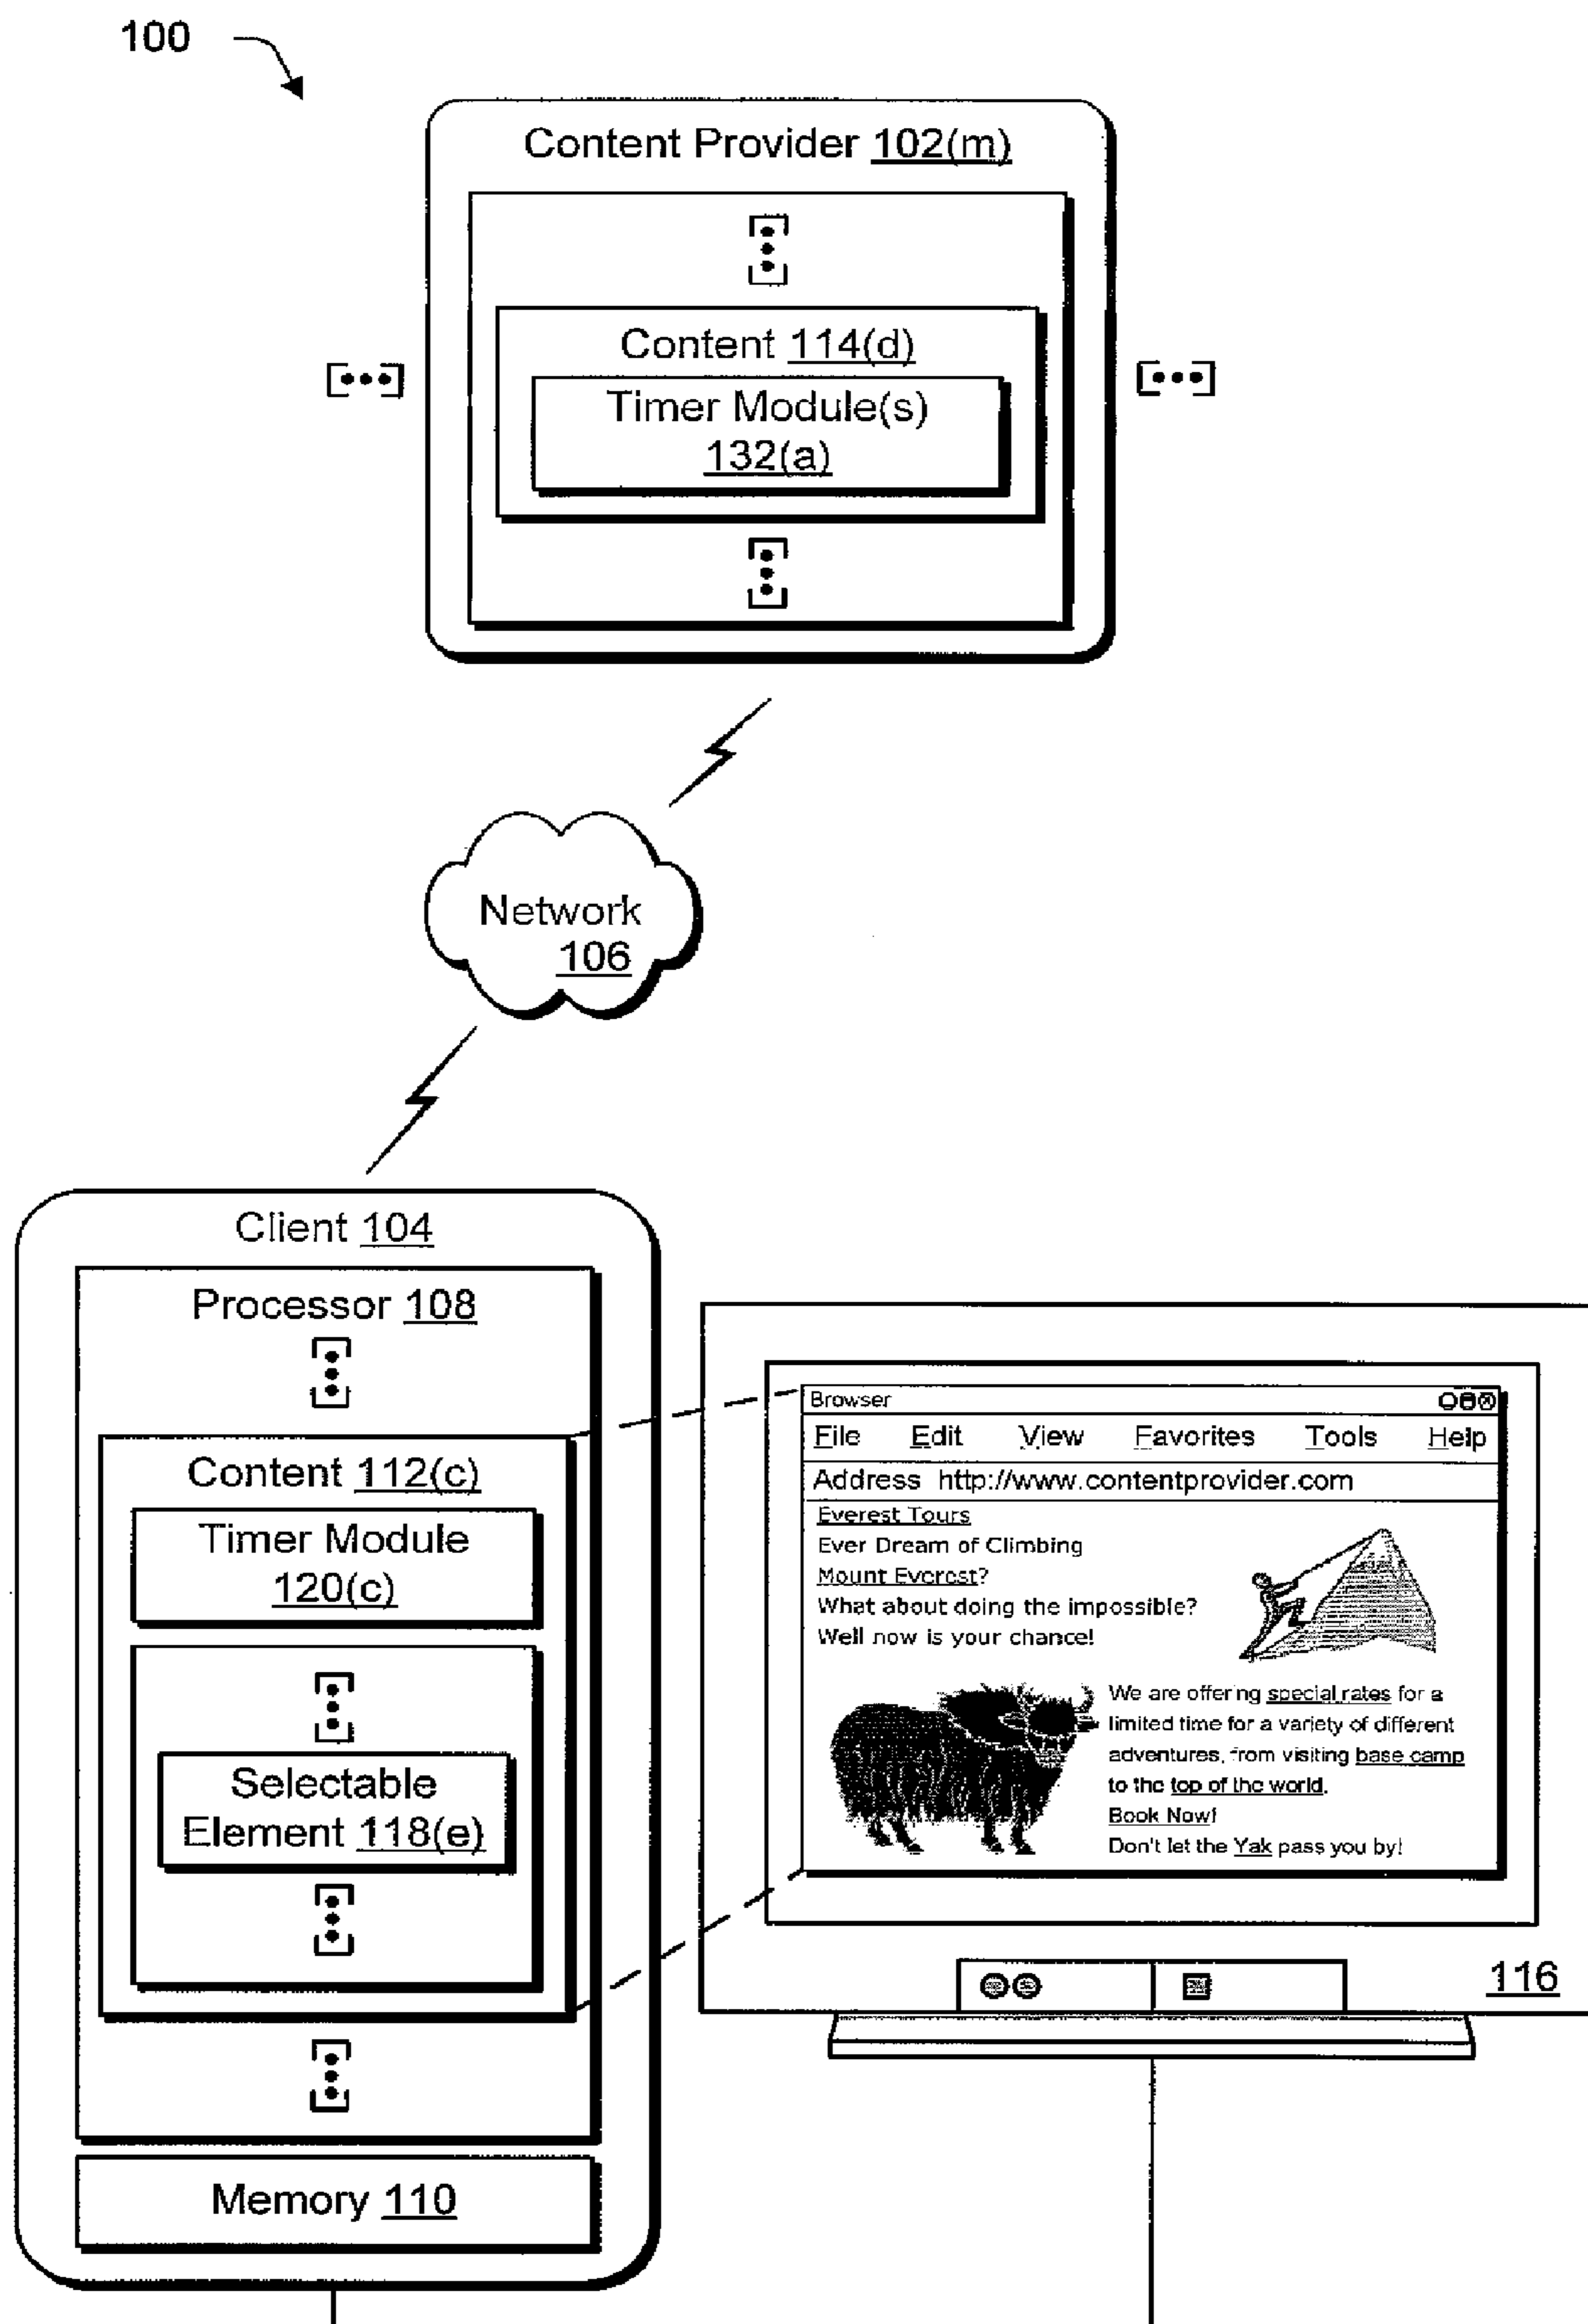 100
Content Provider 102(m)
Content 114(d)
Timer Module(s)
132(a)
Network
106
Client 104
Processor 108
Content 112(c)
Timer Module
120(c)
Selectable
Element 118(e)
Memory 110
Browser
File Edit View Favorites Tools Help
Address http://www.contentprovider.com
Everest Tours
Ever Dream of Climbing
Mount Everest?
What about doing the impossible?
Well now is your chance!
We are offering special rates for a
limited time for a variety of different
adventures, from visiting base camp
to the top of the world.
Book Now!
Don't let the Yak pass you by!
116